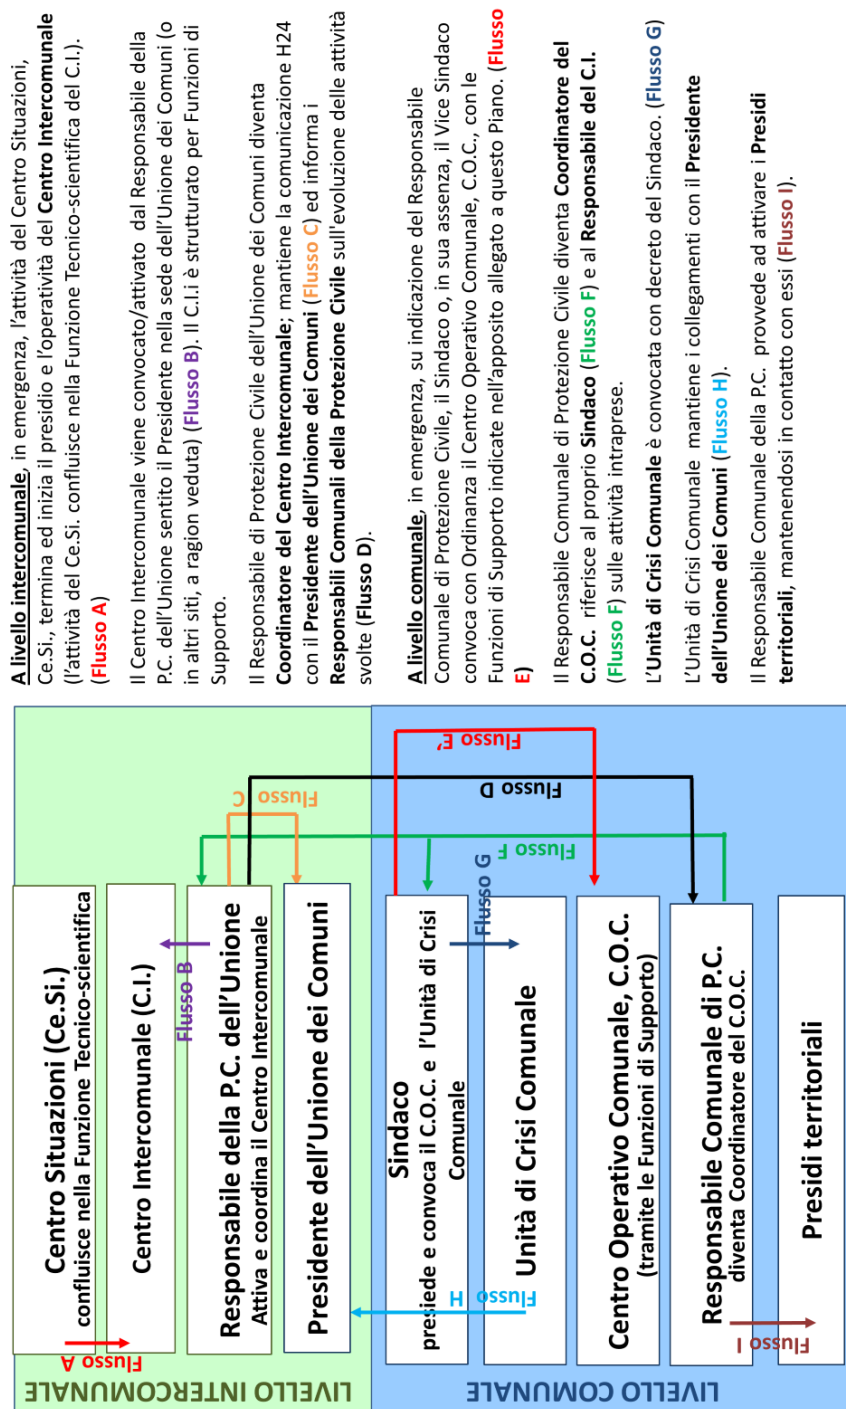 LIVELLO INTERCOMUNALE
Centro Situazioni (Ce.Si.)
confluisce nella Funzione Tecnico-scientifica
Flusso A
Centro Intercomunale (C.I.)
Flusso B
Responsabile della P.C. dell'Unione
Attiva e coordina il Centro Intercomunale
Flusso C
Presidente dell'Unione dei Comuni
LIVELLO COMUNALE
Sindaco
presiede e convoca il C.O.C. e l'Unità di Crisi
Comunale
Flusso E'
Flusso D
Flusso F
Flusso G
Flusso H
Unità di Crisi Comunale
Centro Operativo Comunale, C.O.C.
(tramite le Funzioni di Supporto)
Responsabile Comunale di P.C.
diventa Coordinatore del C.O.C.
Flusso I
Presidi territoriali
A livello intercomunale, in emergenza, l'attività del Centro Situazioni,
Ce.Si., termina ed inizia il presidio e l'operatività del Centro Intercomunale
(l'attività del Ce.Si. confluisce nella Funzione Tecnico-scientifica del C.I.).
(Flusso A)
Il Centro Intercomunale viene convocato/attivato dal Responsabile della
P.C. dell'Unione sentito il Presidente nella sede dell'Unione dei Comuni (o
in altri siti, a ragion veduta) (Flusso B). Il C.I.i è strutturato per Funzioni di
Supporto.
Il Responsabile di Protezione Civile dell'Unione dei Comuni diventa
Coordinatore del Centro Intercomunale; mantiene la comunicazione H24
con il Presidente dell'Unione dei Comuni (Flusso C) ed informa i
Responsabili Comunali della Protezione Civile sull'evoluzione delle attività
svolte (Flusso D).
A livello comunale, in emergenza, su indicazione del Responsabile
Comunale di Protezione Civile, il Sindaco o, in sua assenza, il Vice Sindaco
convoca con Ordinanza il Centro Operativo Comunale, C.O.C., con le
Funzioni di Supporto indicate nell'apposito allegato a questo Piano. (Flusso
E)
Il Responsabile Comunale di Protezione Civile diventa Coordinatore del
C.O.C. riferisce al proprio Sindaco (Flusso F) e al Responsabile del C.I.
(Flusso F) sulle attività intraprese.
L'Unità di Crisi Comunale è convocata con decreto del Sindaco. (Flusso G)
L'Unità di Crisi Comunale mantiene i collegamenti con il Presidente
dell'Unione dei Comuni (Flusso H).
Il Responsabile Comunale della P.C. provvede ad attivare i Presidi
territoriali, mantenendosi in contatto con essi (Flusso I).